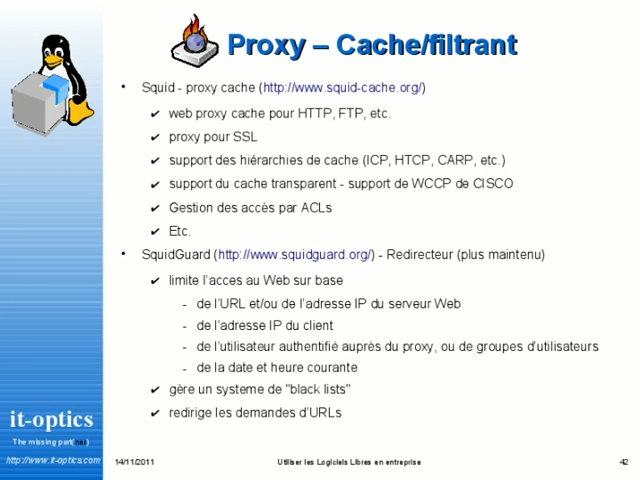 Proxy – Cache/filtrant
• Squid - proxy cache (http://www.squid-cache.org/)
✔ web proxy cache pour HTTP, FTP, etc.
✔ proxy pour SSL
✔ support des hiérarchies de cache (ICP, HTCP, CARP, etc.)
✔ support du cache transparent - support de WCCP de CISCO
✔ Gestion des accès par ACLs
✔ Etc.
• SquidGuard (http://www.squidguard.org/) - Redirecteur (plus maintenu)
✔ limite l’acces au Web sur base
- de l’URL et/ou de l’adresse IP du serveur Web
- de l’adresse IP du client
- de l’utilisateur authentifié auprès du proxy, ou de groupes d’utilisateurs
- de la date et heure courante
✔ gère un systeme de "black lists"
✔ redirige les demandes d’URLs
it-optics
The missing part(ner)
http://www.it-optics.com
14/11/2011
Utiliser les Logiciels Libres en entreprise
42